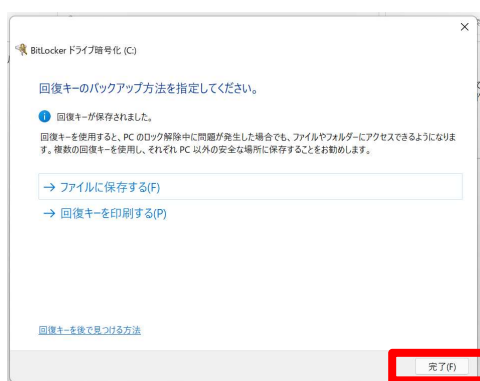 BitLocker ドライブ暗号化 (C:)
回復キーのバックアップ方法を指定してください。
回復キーが保存されました。
回復キーを使用すると、PC のロック解除中に問題が発生した場合でも、ファイルやフォルダーにアクセスできるようになりま
す。複数の回復キーを使用し、それぞれ PC 以外の安全な場所に保存することをお勧めします。
→ ファイルに保存する(F)
→ 回復キーを印刷する(P)
回復キーを後で見つける方法
完了(F)